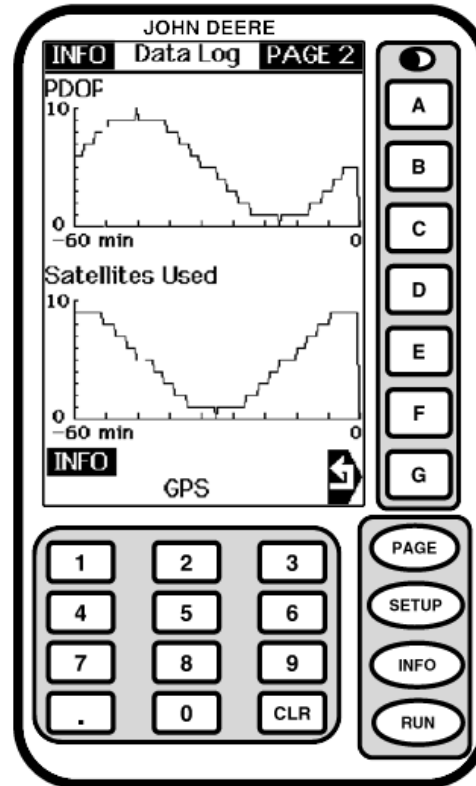 JOHN DEERE
INFO Data Log PAGE 2
PDOP
10
0
-60 min 0
Satellites Used
10
0
-60 min 0
INFO
GPS
A
B
C
D
E
F
G
PAGE
SETUP
INFO
RUN
1 2 3
4 5 6
7 8 9
. 0 CLR